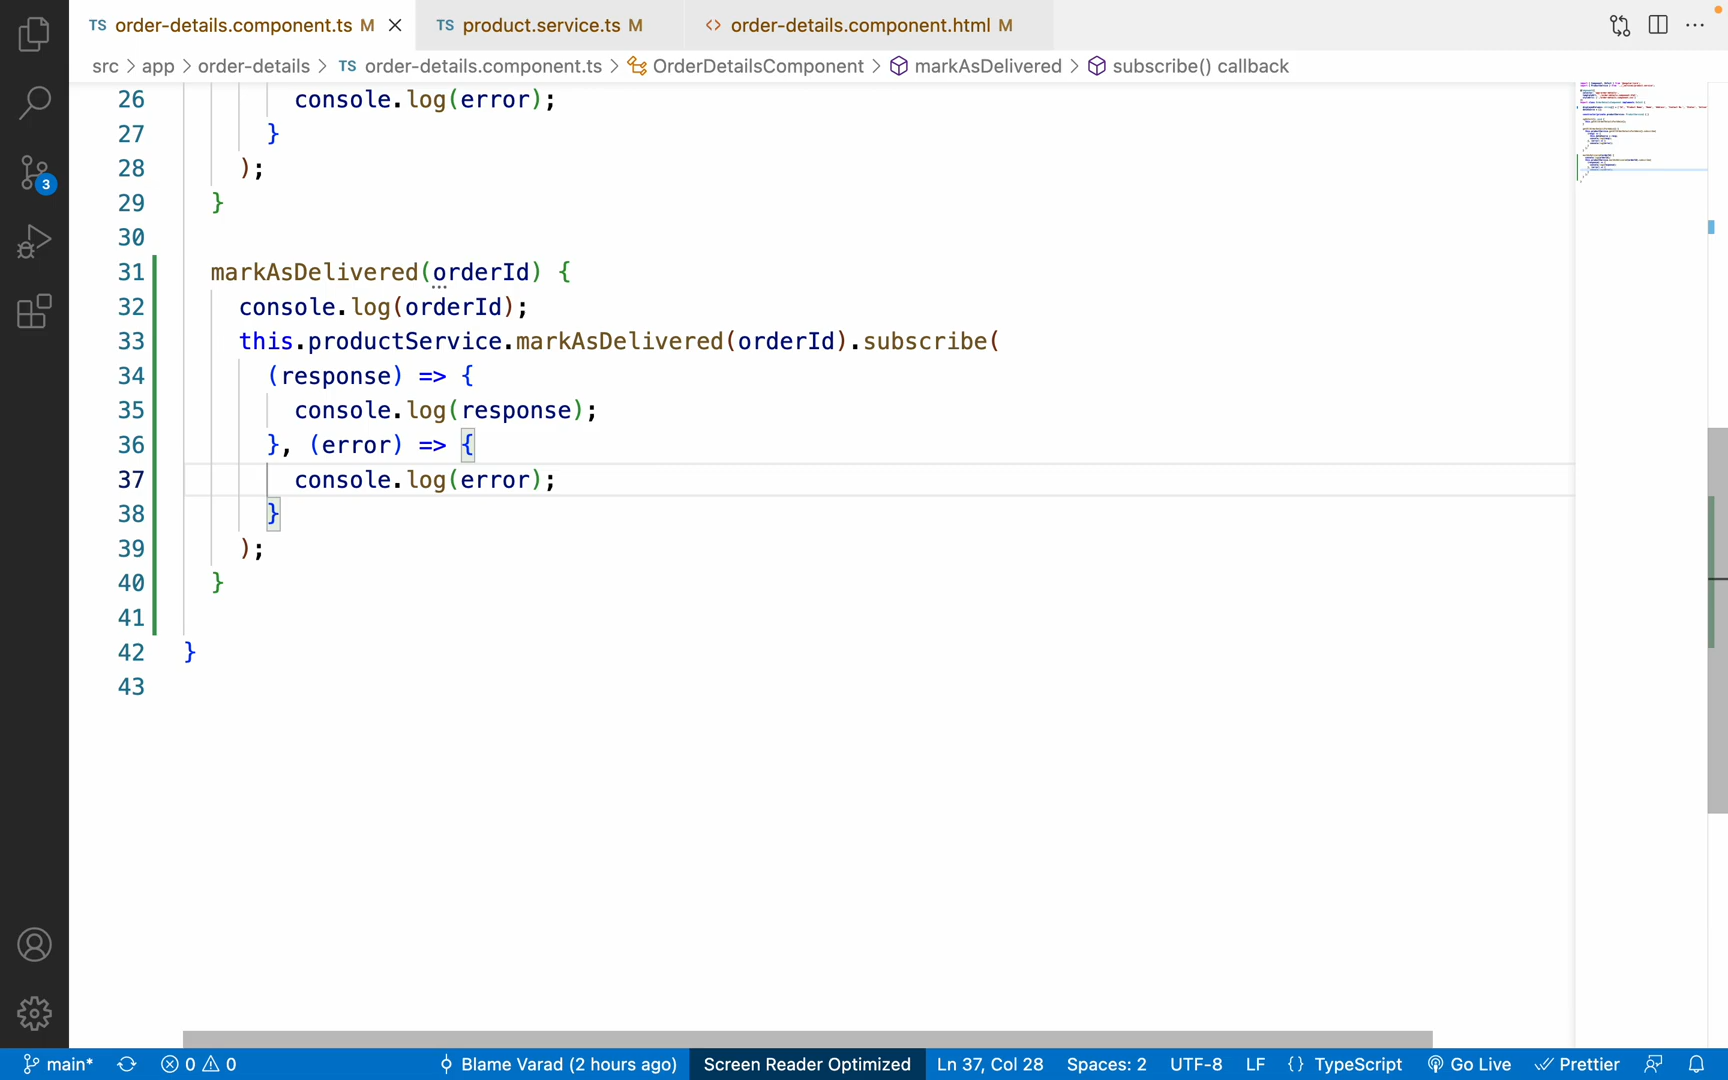 TS order-details.component.ts M
TS product.service.ts M
<> order-details.component.html M
src > app > order-details > TS order-details.component.ts > OrderDetailsComponent > markAsDelivered > subscribe() callback
26 console.log(error);
27 }
28 );
29 }
30
31 markAsDelivered(orderId) {
32 console.log(orderId);
33 this.productService.markAsDelivered(orderId).subscribe(
34 (response) => {
35 console.log(response);
36 }, (error) => {
37 console.log(error);
38 }
39 );
40 }
41
42 }
43
3
main* 0 0 Blame Varad (2 hours ago) Screen Reader Optimized Ln 37, Col 28 Spaces: 2 UTF-8 LF {} TypeScript Go Live Prettier